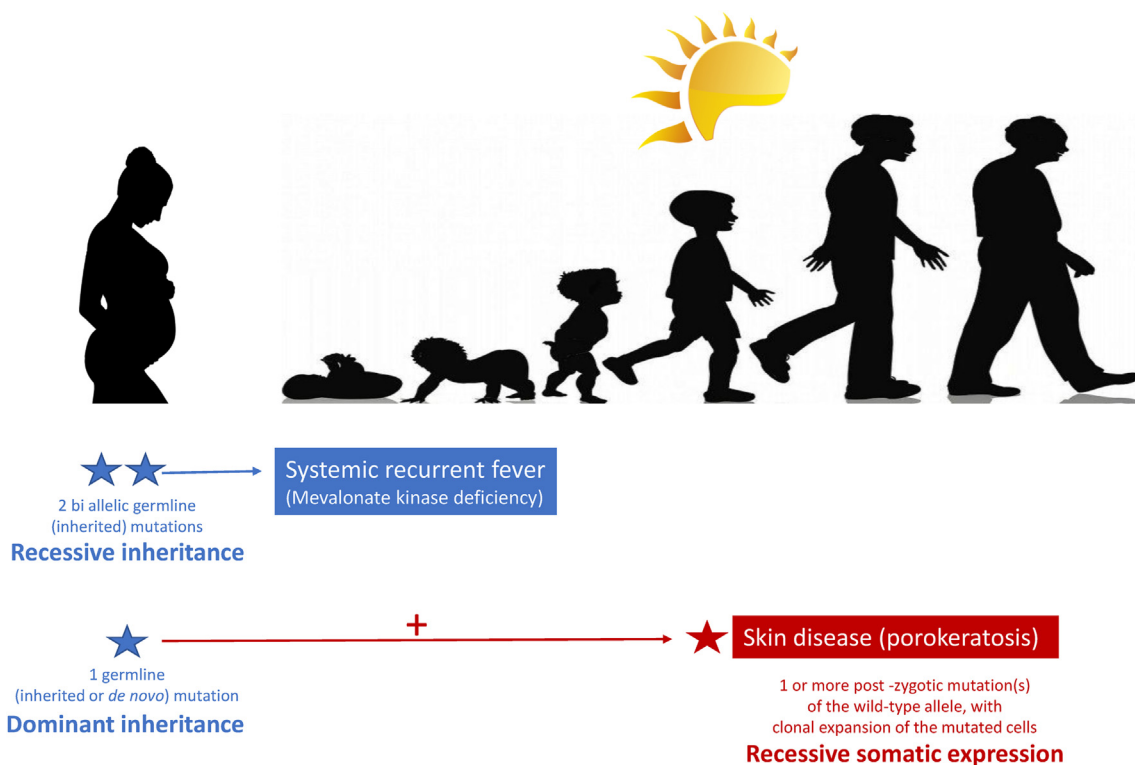 Systemic recurrent fever
(Mevalonate kinase deficiency)
2 bi allelic germline
(inherited) mutations
Recessive inheritance
+
Skin disease (porokeratosis)
1 germline
(inherited or de novo) mutation
Dominant inheritance
1 or more post -zygotic mutation(s)
of the wild-type allele, with
clonal expansion of the mutated cells
Recessive somatic expression